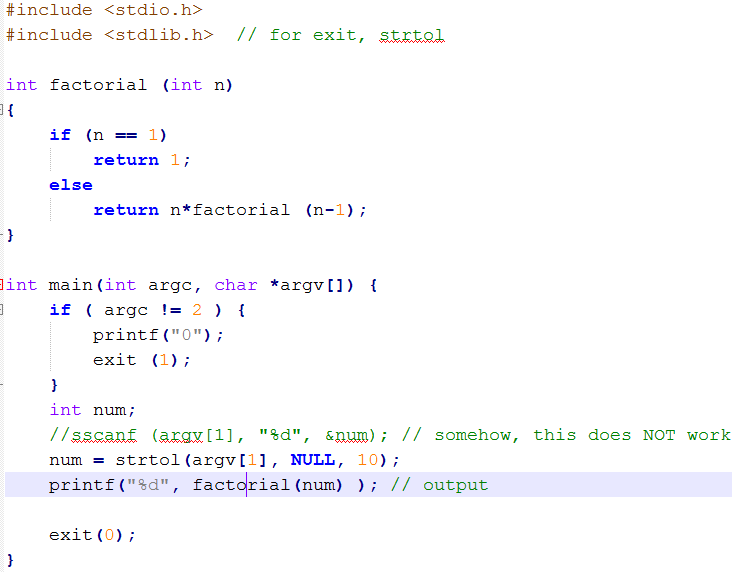 #include <stdio.h>
#include <stdlib.h>  // for exit, strtol

int factorial (int n)
{
    if (n == 1)
        return 1;
    else
        return n*factorial (n-1);
}

int main(int argc, char *argv[]) {
    if ( argc != 2 ) {
        printf("0");
        exit (1);
    }
    int num;
    //sscanf (argv[1], "%d", &num); // somehow, this does NOT work
    num = strtol(argv[1], NULL, 10);
    printf("%d", factorial(num) ); // output

    exit(0);
}